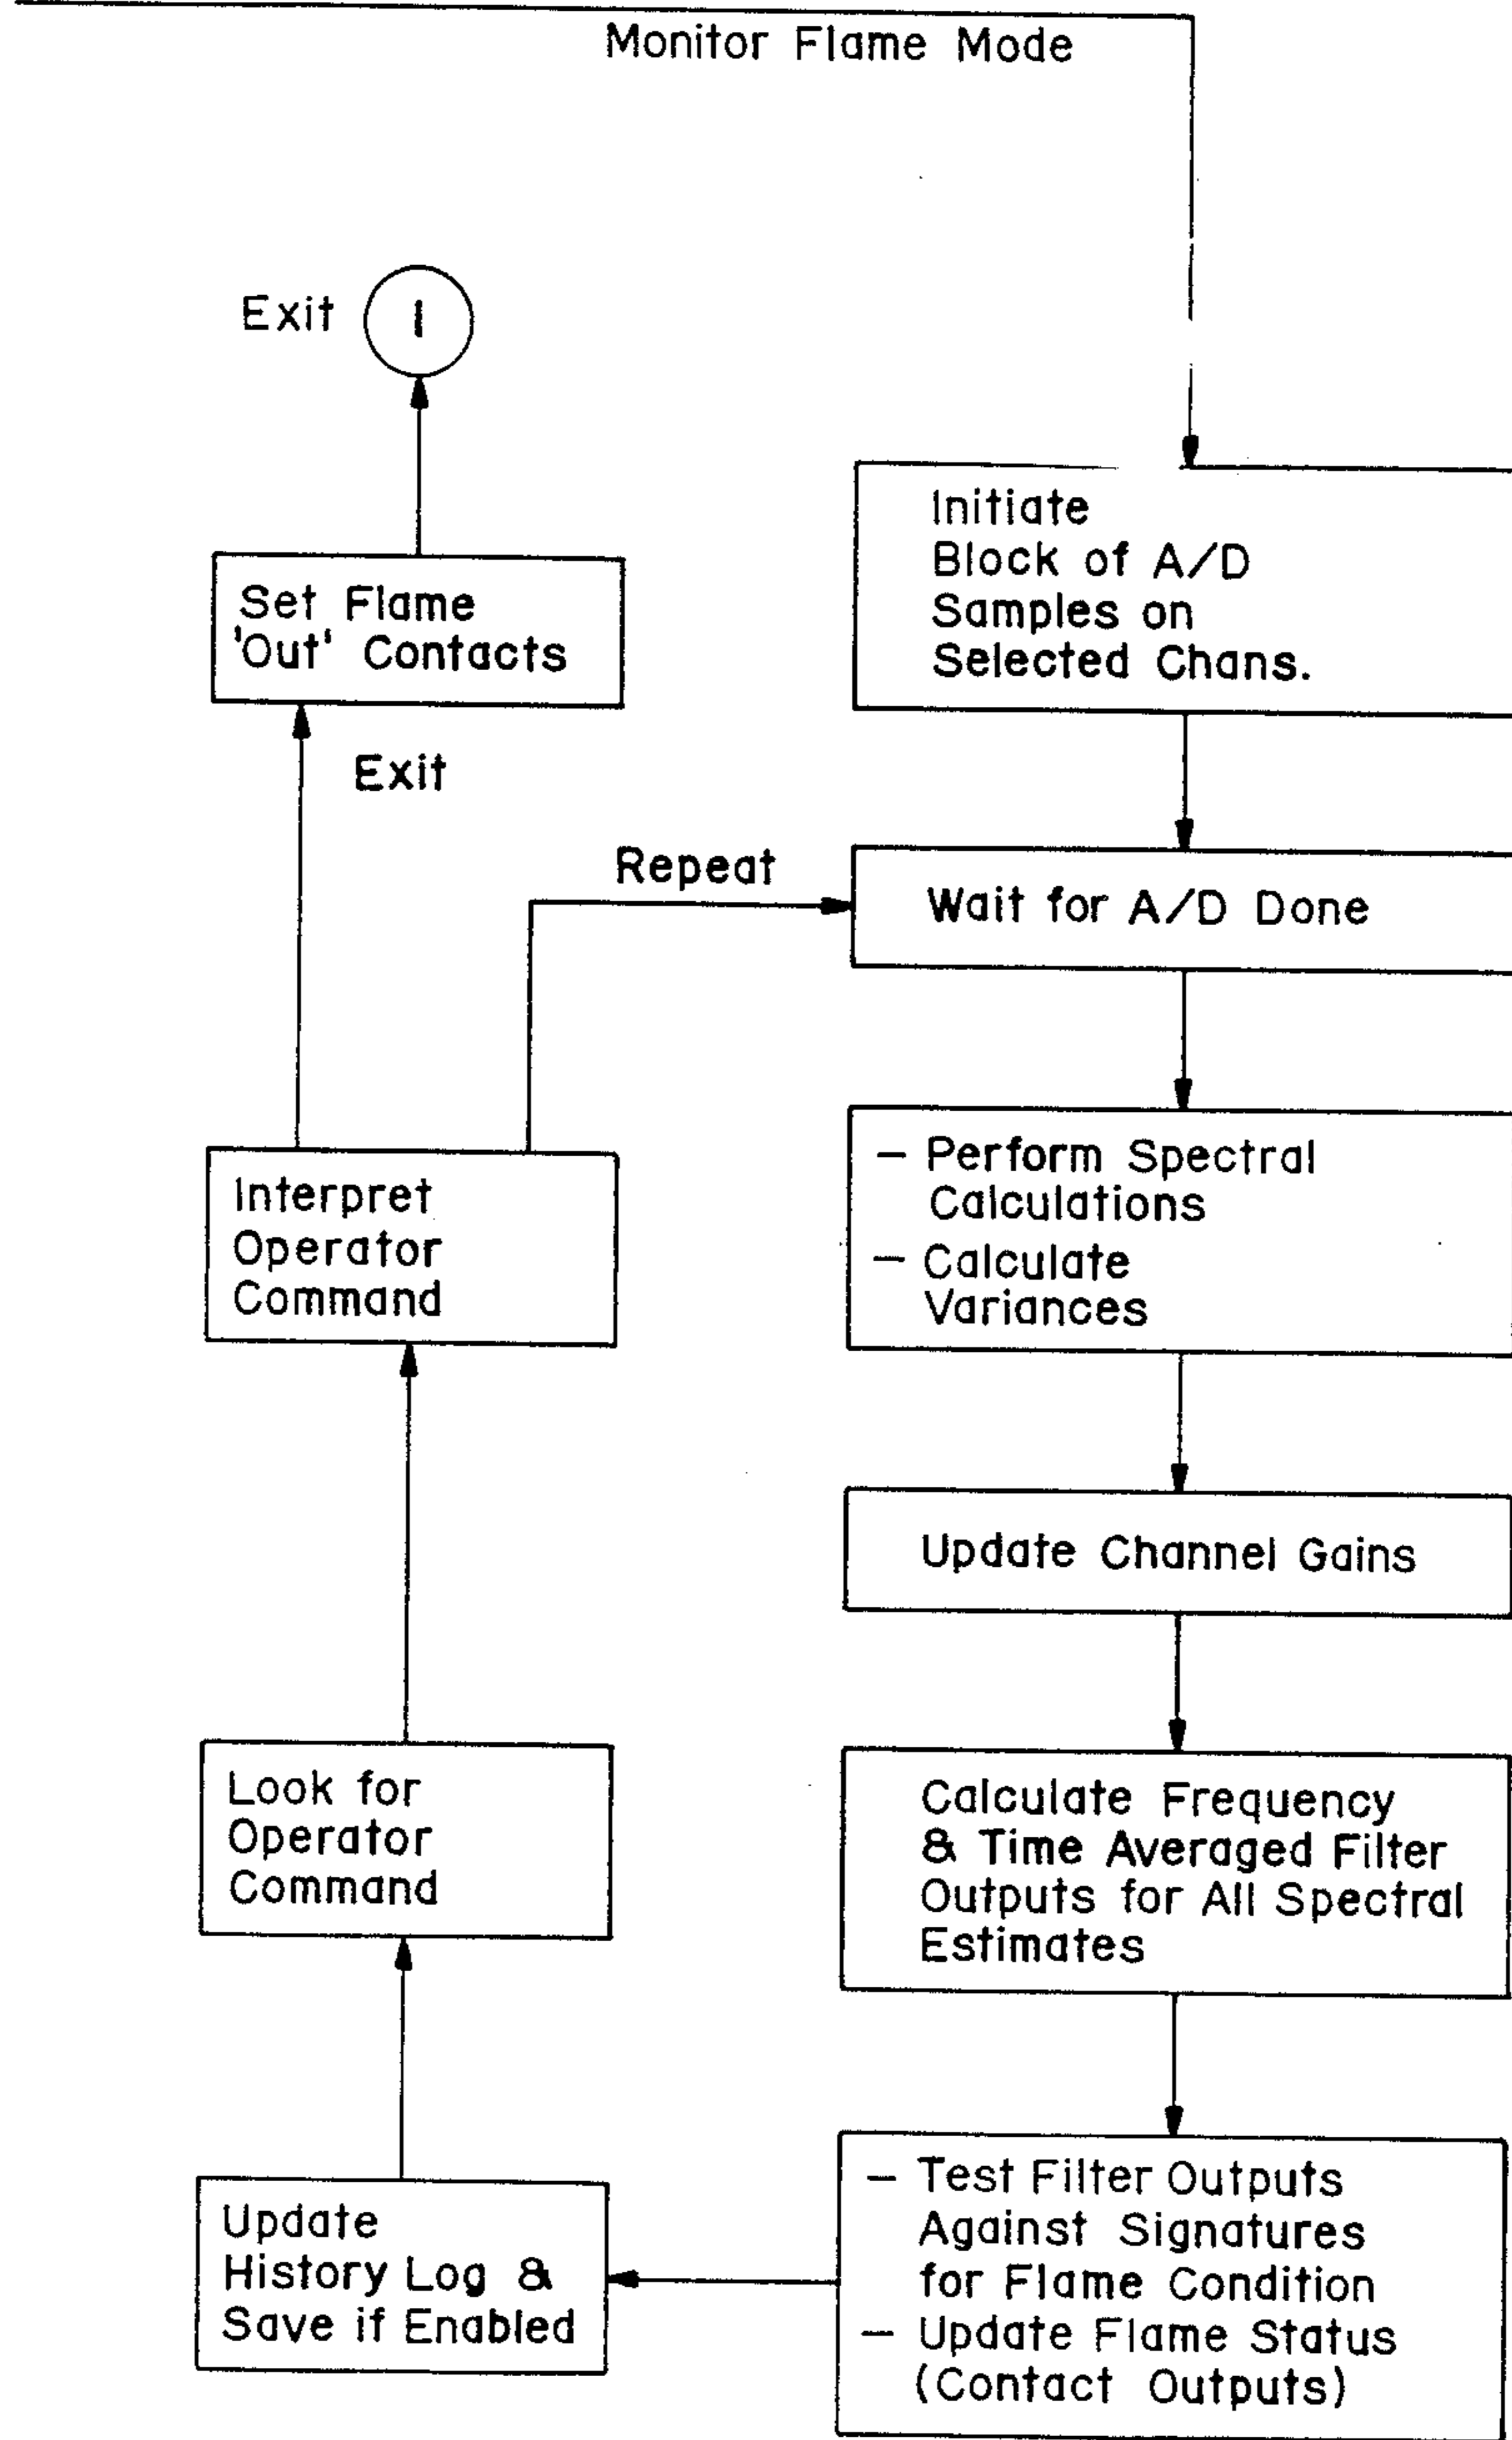 Monitor Flame Mode
Exit
1
Set Flame
'Out' Contacts
Exit
Initiate
Block of A/D
Samples on
Selected Chans.
Repeat
Wait for A/D Done
– Perform Spectral
Calculations
– Calculate
Variances
Interpret
Operator
Command
Update Channel Gains
Look for
Operator
Command
Calculate Frequency
& Time Averaged Filter
Outputs for All Spectral
Estimates
Update
History Log &
Save if Enabled
– Test Filter Outputs
Against Signatures
for Flame Condition
– Update Flame Status
(Contact Outputs)